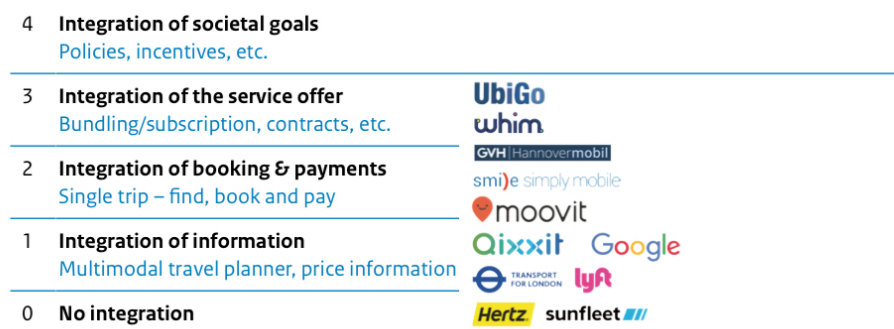 4 Integration of societal goals
Policies, incentives, etc.
3 Integration of the service offer
Bundling/subscription, contracts, etc.
UbiGo
whim
2 Integration of booking & payments
Single trip – find, book and pay
GVH Hannovermobil
smi)e simply mobile
moovit
1 Integration of information
Multimodal travel planner, price information
Qixxit Google
TRANSPORT
FOR LONDON
lyft
0 No integration
Hertz. sunfleet